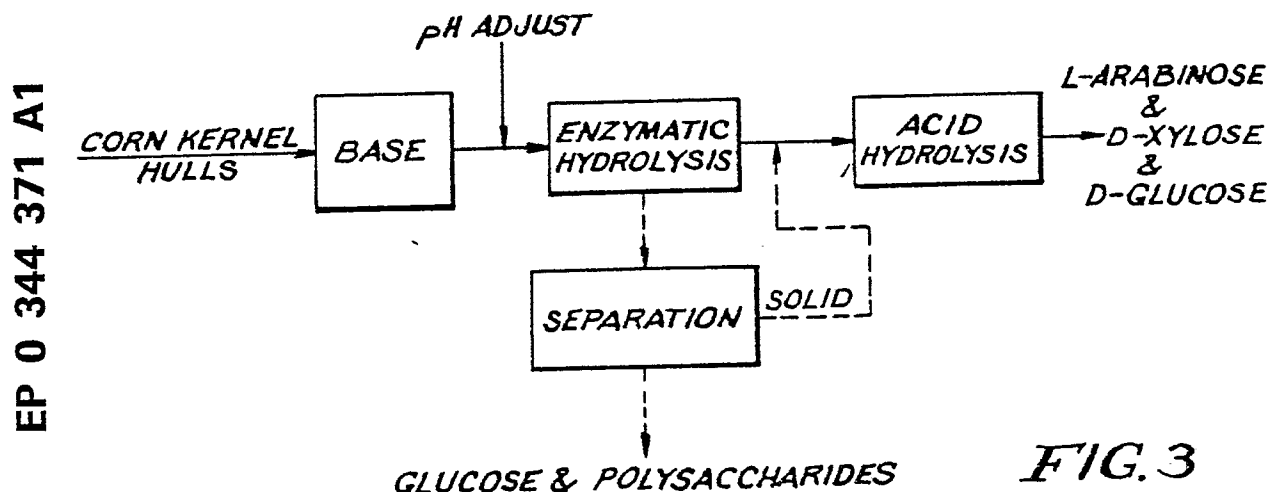 EP 0 344 371 A1
pH ADJUST
CORN KERNEL
HULLS
BASE
ENZYMATIC
HYDROLYSIS
ACID
HYDROLYSIS
L-ARABINOSE
&
D-XYLOSE
&
D-GLUCOSE
SEPARATION
SOLID
GLUCOSE & POLYSACCHARIDES
FIG. 3